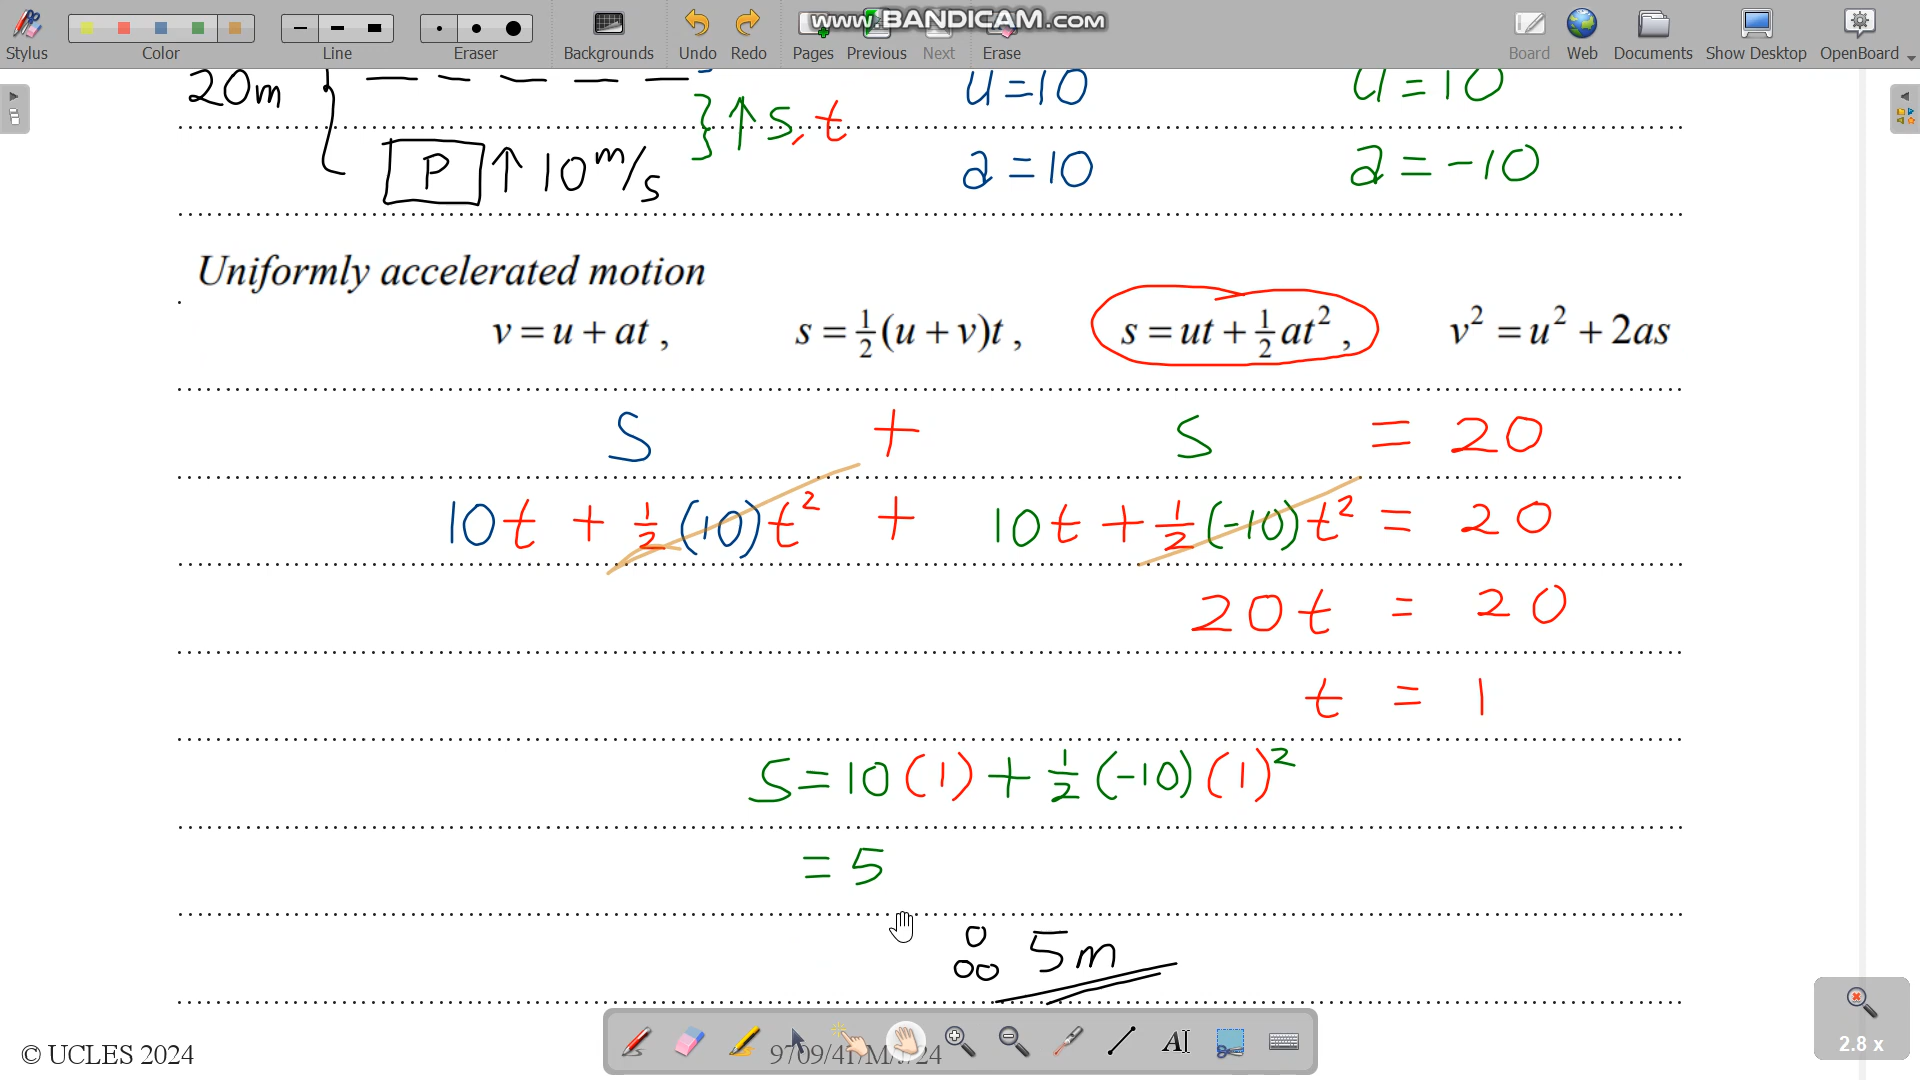 www.BANDICAM.com
Stylus Color Line Eraser Backgrounds Undo Redo Pages Previous Next Erase Board Web Documents Show Desktop OpenBoard
20m } ↑ s, t u = 10 u = 10
P ↑ 10 m/s a = 10 a = -10
Uniformly accelerated motion
v = u + at , s = ½(u + v)t , s = ut + ½at² , v² = u² + 2as
S + S = 20
10t + ½(10)t² + 10t + ½(-10)t² = 20
20t = 20
t = 1
S = 10(1) + ½(-10)(1)²
= 5
5m
© UCLES 2024 9709/41/M/J/24
2.8 x